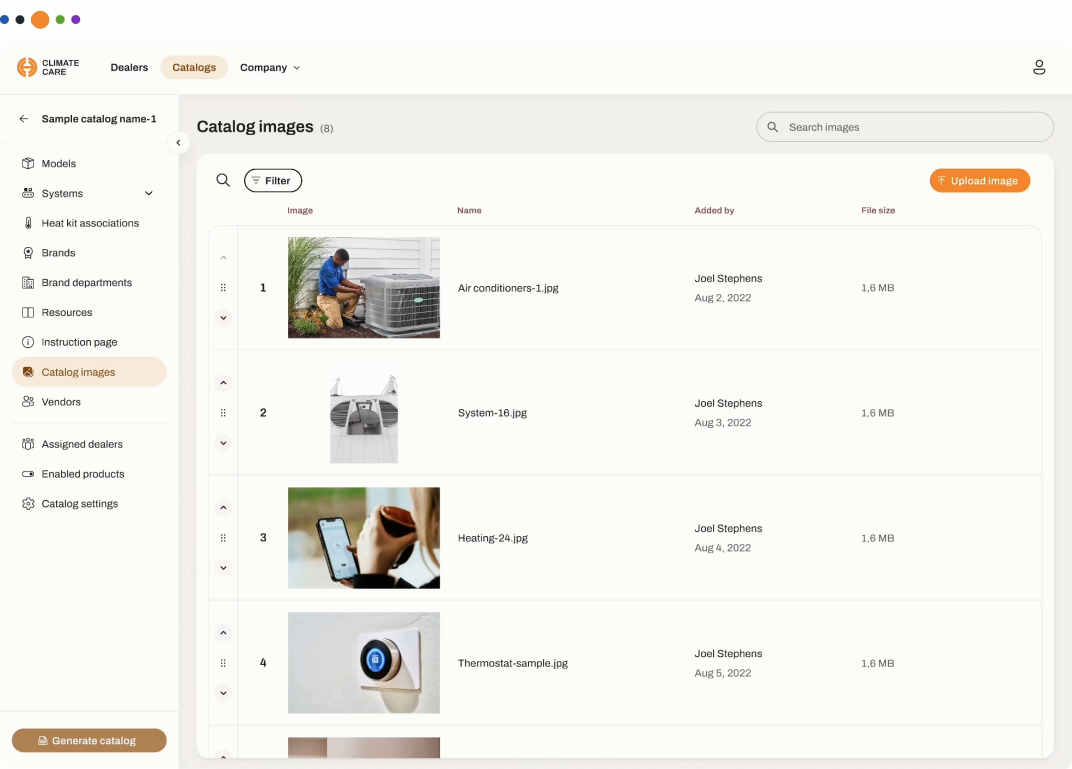 CLIMATE
CARE
Dealers
Catalogs
Company
Sample catalog name-1
Models
Systems
Heat kit associations
Brands
Brand departments
Resources
Instruction page
Catalog images
Vendors
Assigned dealers
Enabled products
Catalog settings
Generate catalog
Catalog images (8)
Search images
Filter
Upload image
Image Name Added by File size
1 Air conditioners-1.jpg Joel Stephens 1,6 MB
Aug 2, 2022
2 System-16.jpg Joel Stephens 1,6 MB
Aug 3, 2022
3 Heating-24.jpg Joel Stephens 1,6 MB
Aug 4, 2022
4 Thermostat-sample.jpg Joel Stephens 1,6 MB
Aug 5, 2022